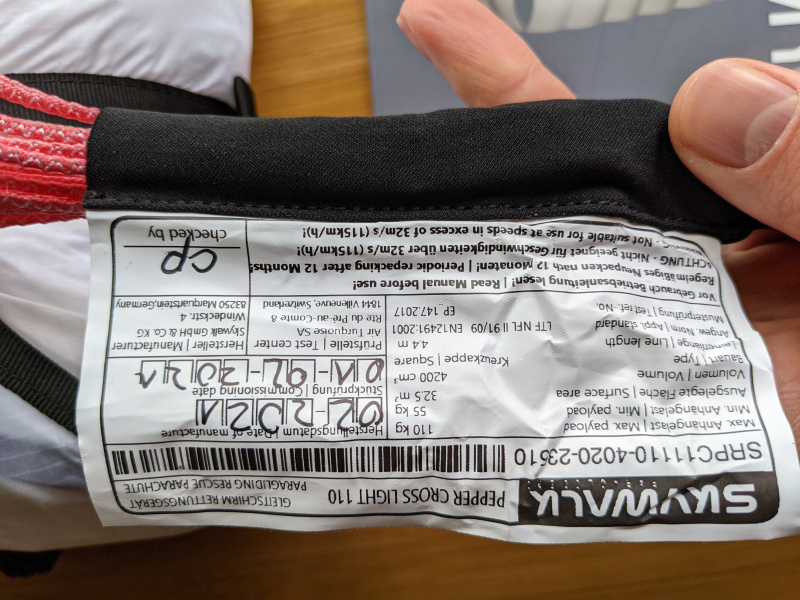 SKYWALK
PEPPER CROSS LIGHT 110
GLEITSCHIRM RETTUNGSGERÄT
PARAGLIDING RESCUE PARACHUTE
SRPC11110-4020-23510
Max. Anhängelast | Max payload 110 kg
Min. Anhängelast | Min. payload 55 kg
Ausgelegte Fläche | Surface area 32.5 m²
Volumen | Volume 4200 cm³
Bauart | Type Kreuzkappe | Square
Leinenlänge | Line length 4.4 m
Angew. Norm | Appl. standard LTF NFL II 91/09 EN 12491:2001
Musterprüfnr. | test ref. No. EP_147.2017
Herstellungsdatum | Date of manufacture
02-2021
Stückprüfung | Commissioning date
01-02-2021
Prüfstelle | Test center
Air Turquoise SA
Rte du Pré-au-Comte 8
1844 Villeneuve, Switzerland
Hersteller | Manufacturer
Skywalk GmbH & Co. KG
Windeckstr. 4
83250 Marquartstein, Germany
Vor Gebrauch Betriebsanleitung lesen! | Read Manual before use!
Regelmäßiges Neupacken nach 12 Monaten! | Periodic repacking after 12 Months!
ACHTUNG - Nicht geeignet für Geschwindigkeiten über 32m/s (115km/h)!
Not suitable for use at speeds in excess of 32m/s (115km/h)!
CP
checked by